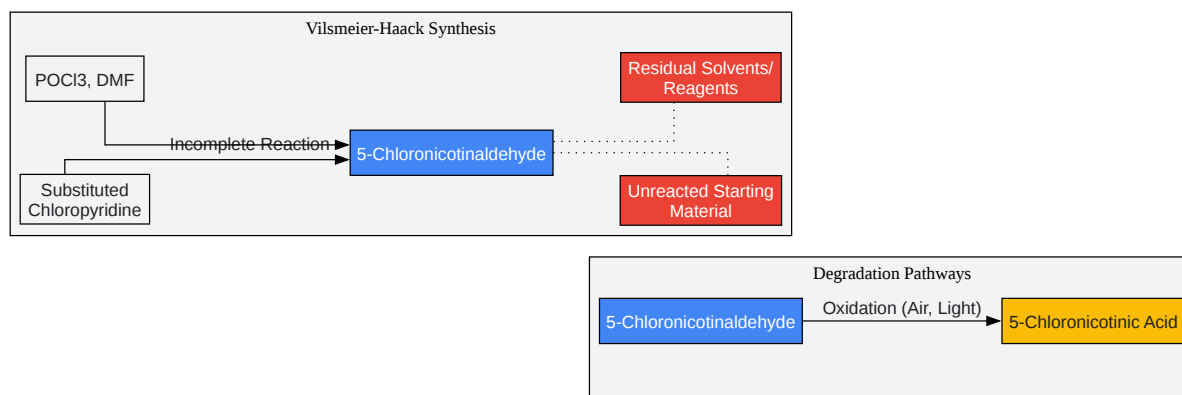 Vilsmeier-Haack Synthesis
POCl3, DMF
Residual Solvents/
Reagents
Incomplete Reaction
5-Chloronicotinaldehyde
Substituted
Chloropyridine
Unreacted Starting
Material
Degradation Pathways
5-Chloronicotinaldehyde
Oxidation (Air, Light)
5-Chloronicotinic Acid